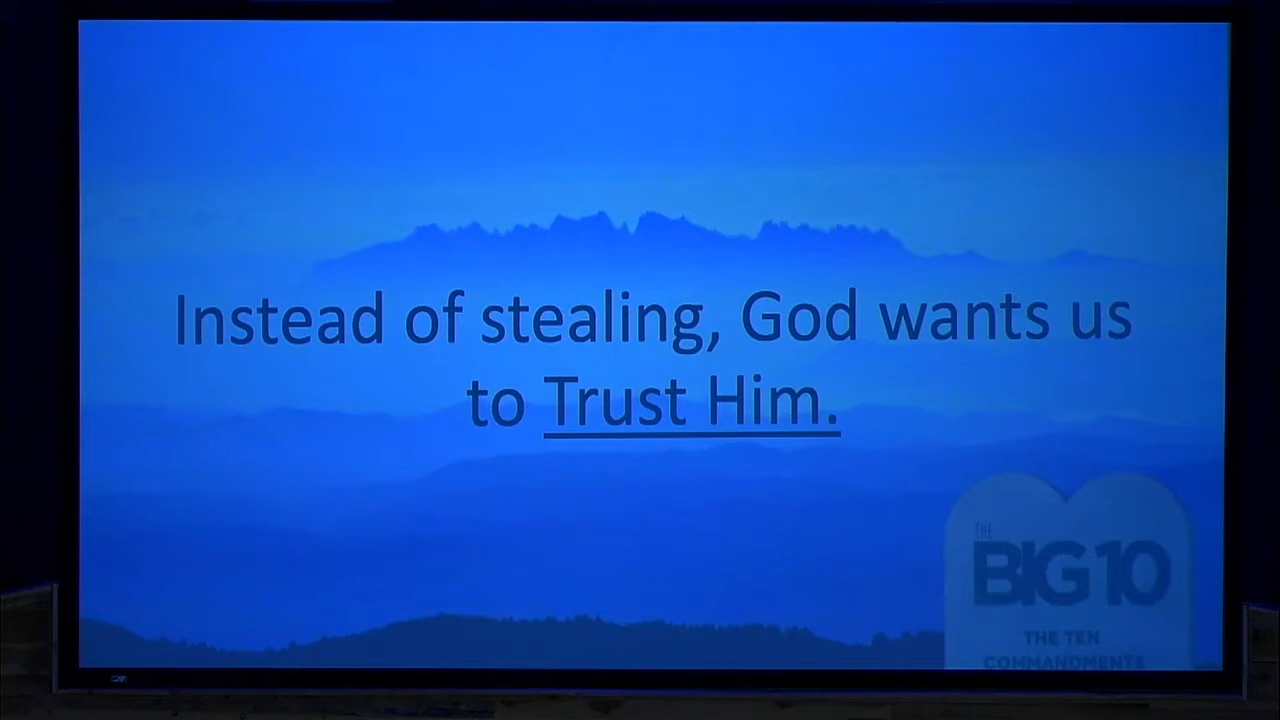 Instead of stealing, God wants us
to Trust Him.
THE
BIG 10
THE TEN
COMMANDMENTS